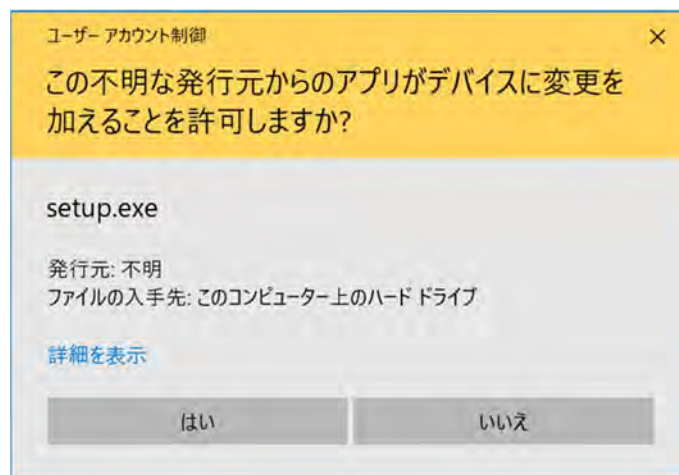 ユーザー アカウント制御
この不明な発行元からのアプリがデバイスに変更を
加えることを許可しますか?
setup.exe
発行元: 不明
ファイルの入手先: このコンピューター上のハード ドライブ
詳細を表示
はい
いいえ